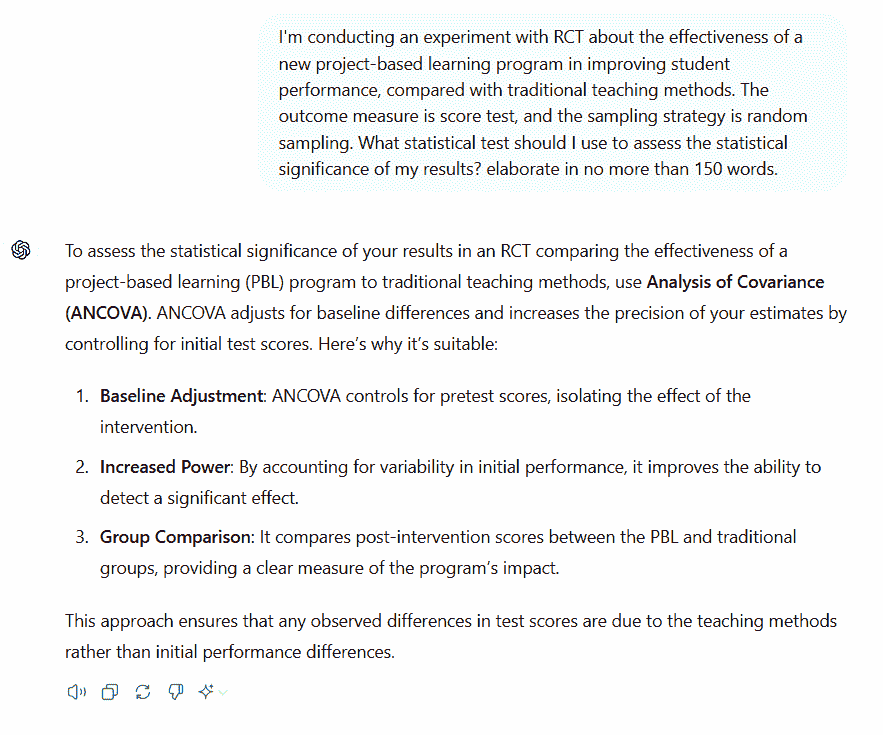 I'm conducting an experiment with RCT about the effectiveness of a
new project-based learning program in improving student
performance, compared with traditional teaching methods. The
outcome measure is score test, and the sampling strategy is random
sampling. What statistical test should I use to assess the statistical
significance of my results? elaborate in no more than 150 words.
To assess the statistical significance of your results in an RCT comparing the effectiveness of a
project-based learning (PBL) program to traditional teaching methods, use Analysis of Covariance
(ANCOVA). ANCOVA adjusts for baseline differences and increases the precision of your estimates by
controlling for initial test scores. Here's why it's suitable:
1. Baseline Adjustment: ANCOVA controls for pretest scores, isolating the effect of the
intervention.
2. Increased Power: By accounting for variability in initial performance, it improves the ability to
detect a significant effect.
3. Group Comparison: It compares post-intervention scores between the PBL and traditional
groups, providing a clear measure of the program's impact.
This approach ensures that any observed differences in test scores are due to the teaching methods
rather than initial performance differences.